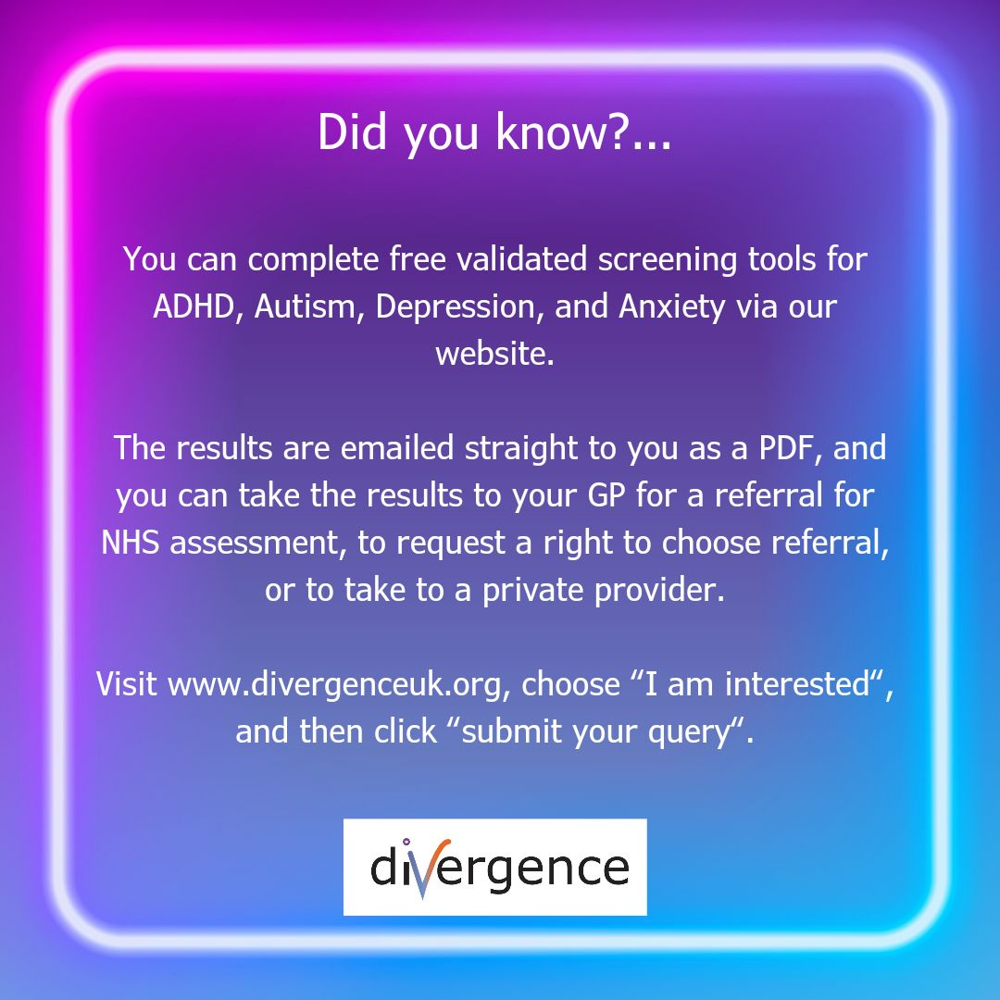 Did you know?...
You can complete free validated screening tools for
ADHD, Autism, Depression, and Anxiety via our
website.
The results are emailed straight to you as a PDF, and
you can take the results to your GP for a referral for
NHS assessment, to request a right to choose referral,
or to take to a private provider.
Visit www.divergenceuk.org, choose “I am interested“,
and then click “submit your query“.
divergence